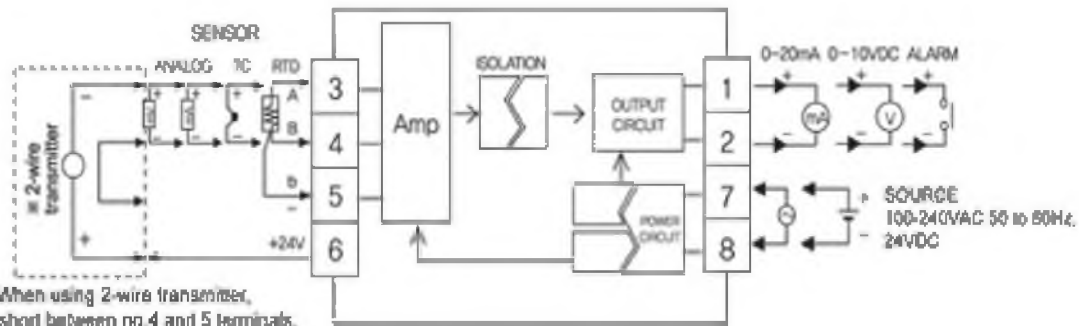 SENSOR
ANALOG TC RTD
A
B
b
+24V
※ 2-wire
transmitter
3
4
5
6
Amp
ISOLATION
OUTPUT
CIRCUIT
POWER
CIRCUIT
1
2
7
8
0-20mA 0-10VDC ALARM
mA
V
SOURCE
100-240VAC 50 to 60Hz,
24VDC
When using 2-wire transmitter,
short between no 4 and 5 terminals.